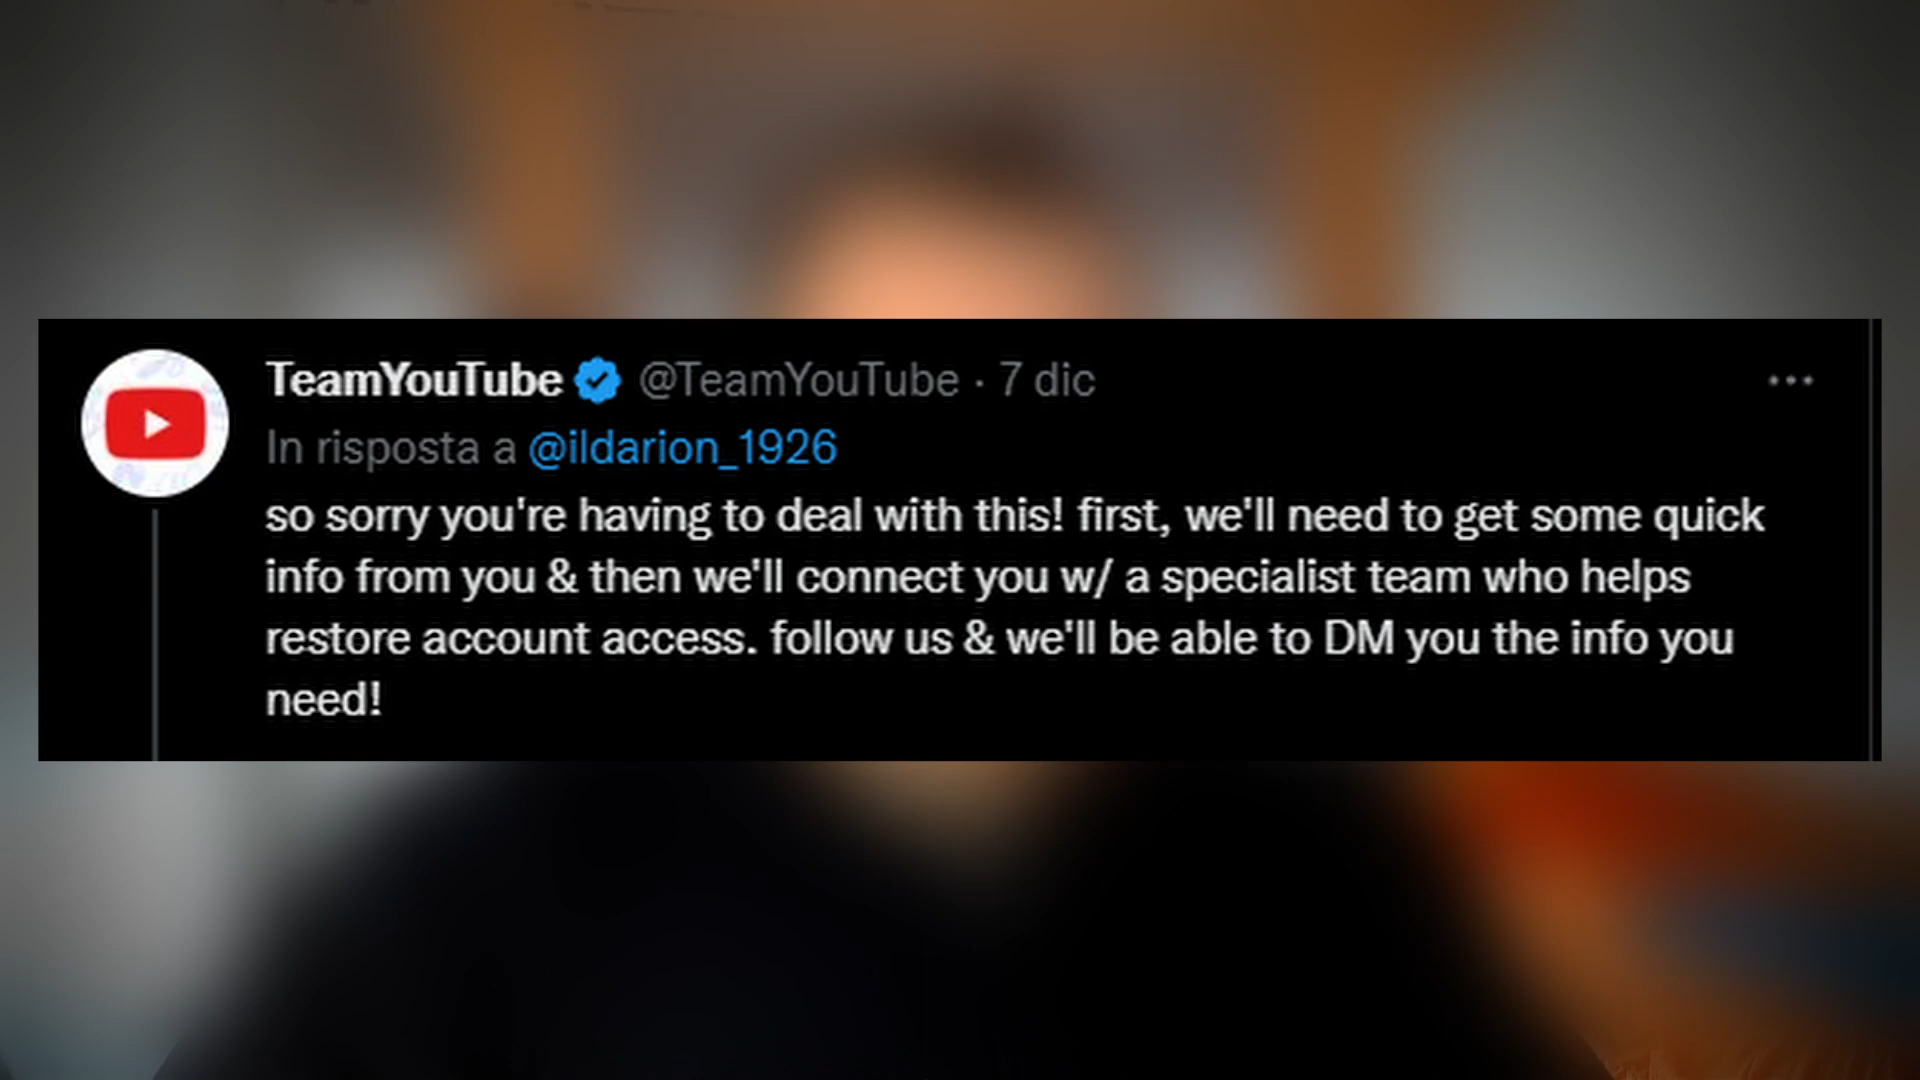 TeamYouTube @TeamYouTube · 7 dic
In risposta a @ildarion_1926
so sorry you're having to deal with this! first, we'll need to get some quick
info from you & then we'll connect you w/ a specialist team who helps
restore account access. follow us & we'll be able to DM you the info you
need!